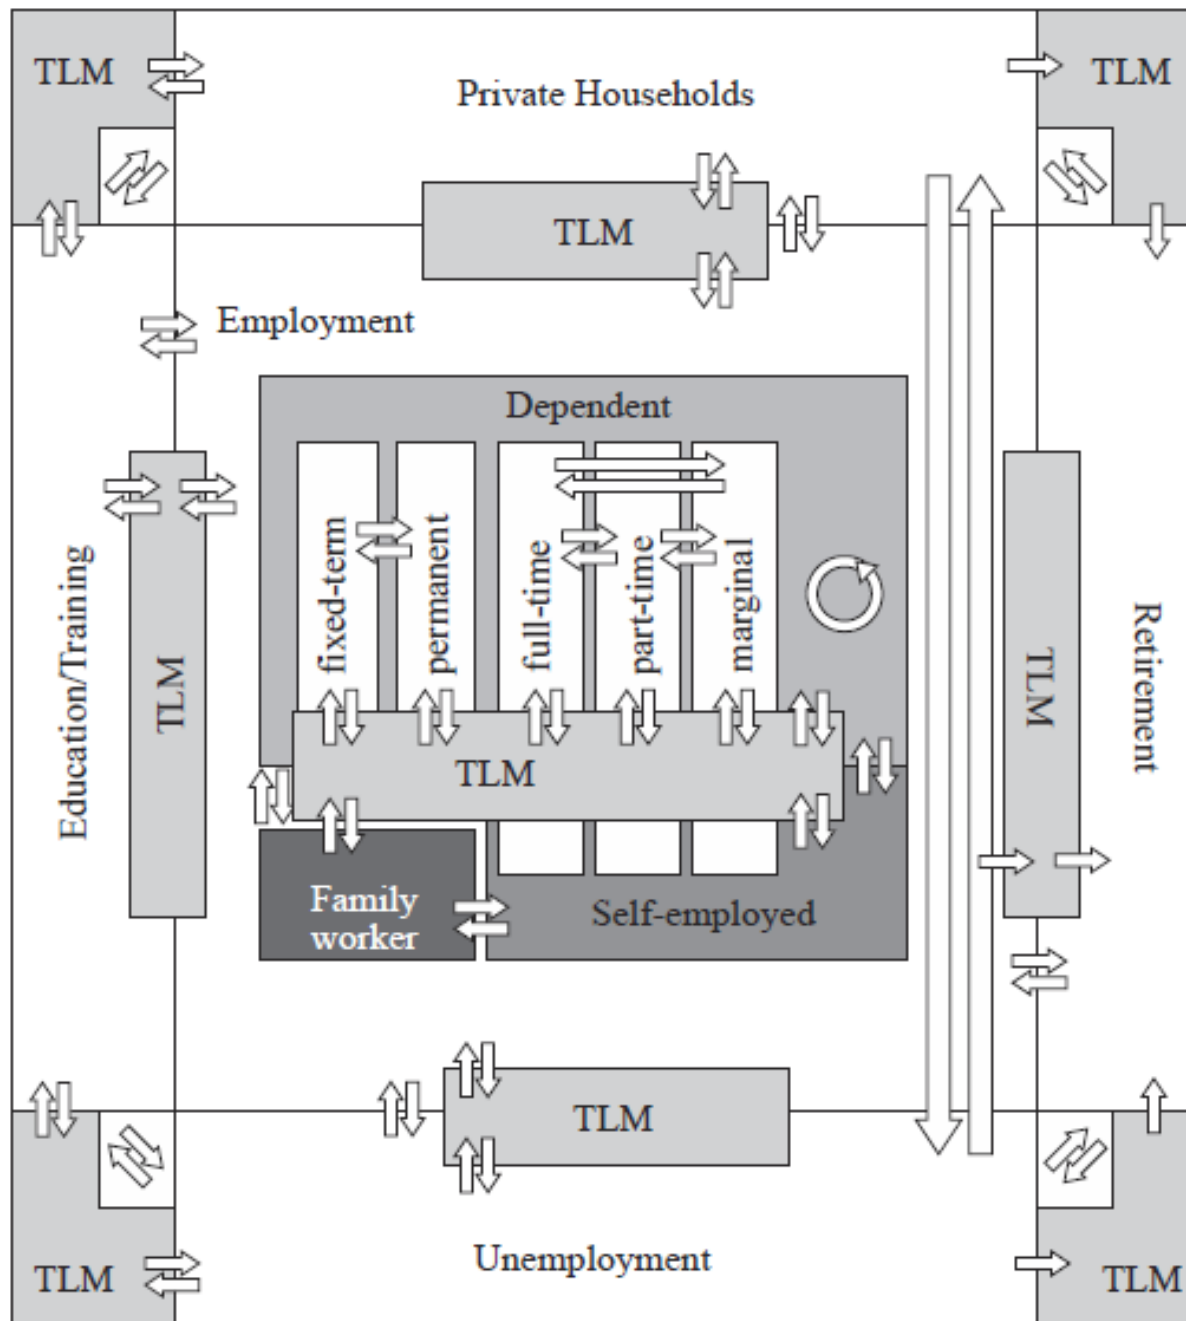 TLM
Private Households
TLM
TLM
Employment
Dependent
fixed-term
permanent
full-time
part-time
marginal
Education/Training
TLM
TLM
Retirement
TLM
Family
worker
Self-employed
TLM
TLM
Unemployment
TLM